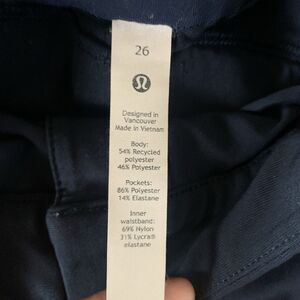 26
Designed in
Vancouver
Made in Vietnam
Body:
54% Recycled
polyester
46% Polyester
Pockets:
86% Polyester
14% Elastane
Inner
waistband:
69% Nylon
31% Lycra®
elastane